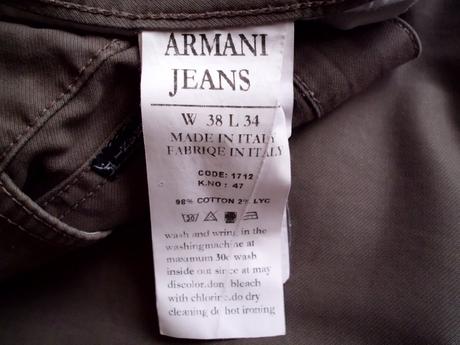 ARMANI
JEANS
W 38 L 34
MADE IN ITALY
FABRIQE IN ITALY
CODE: 1712
K.NO: 47
98% COTTON 2% LYC
wash and wring in the
washingmachine at
maximum 30c wash
inside out since at may
discolor.don bleach
with chlorine.do dry
cleaning do hot ironing